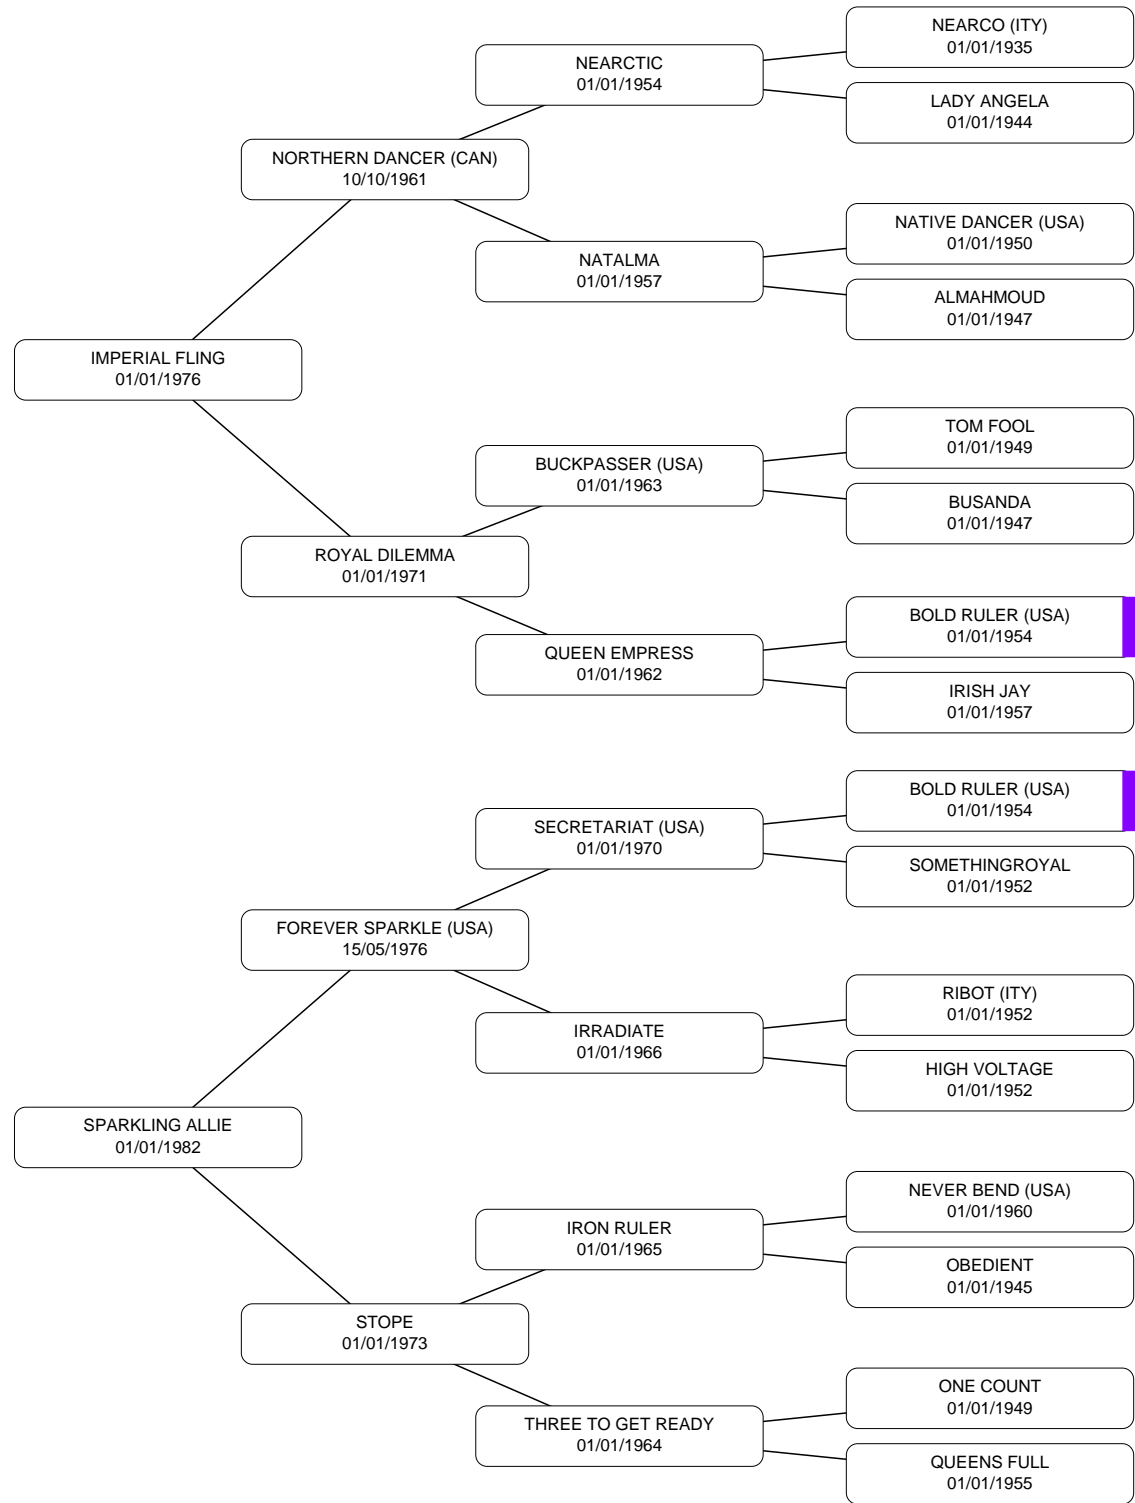 NEARCO (ITY)
01/01/1935
NEARCTIC
01/01/1954
LADY ANGELA
01/01/1944
NORTHERN DANCER (CAN)
10/10/1961
NATIVE DANCER (USA)
01/01/1950
NATALMA
01/01/1957
ALMAHMOUD
01/01/1947
IMPERIAL FLING
01/01/1976
TOM FOOL
01/01/1949
BUCKPASSER (USA)
01/01/1963
BUSANDA
01/01/1947
ROYAL DILEMMA
01/01/1971
BOLD RULER (USA)
01/01/1954
QUEEN EMPRESS
01/01/1962
IRISH JAY
01/01/1957
BOLD RULER (USA)
01/01/1954
SECRETARIAT (USA)
01/01/1970
SOMETHINGROYAL
01/01/1952
FOREVER SPARKLE (USA)
15/05/1976
RIBOT (ITY)
01/01/1952
IRRADIATE
01/01/1966
HIGH VOLTAGE
01/01/1952
SPARKLING ALLIE
01/01/1982
NEVER BEND (USA)
01/01/1960
IRON RULER
01/01/1965
OBEDIENT
01/01/1945
STOPE
01/01/1973
ONE COUNT
01/01/1949
THREE TO GET READY
01/01/1964
QUEENS FULL
01/01/1955